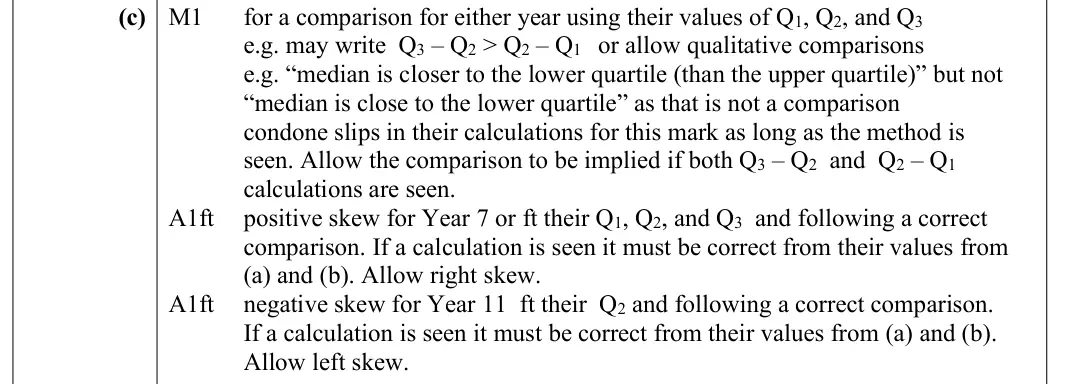 (c) M1 for a comparison for either year using their values of Q₁, Q₂, and Q₃
e.g. may write Q₃ – Q₂ > Q₂ – Q₁ or allow qualitative comparisons
e.g. “median is closer to the lower quartile (than the upper quartile)” but not
“median is close to the lower quartile” as that is not a comparison
condone slips in their calculations for this mark as long as the method is
seen. Allow the comparison to be implied if both Q₃ – Q₂ and Q₂ – Q₁
calculations are seen.
A1ft positive skew for Year 7 or ft their Q₁, Q₂, and Q₃ and following a correct
comparison. If a calculation is seen it must be correct from their values from
(a) and (b). Allow right skew.
A1ft negative skew for Year 11 ft their Q₂ and following a correct comparison.
If a calculation is seen it must be correct from their values from (a) and (b).
Allow left skew.